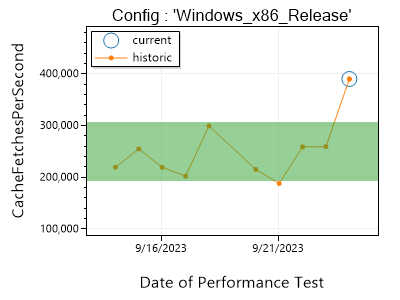 Config : 'Windows_x86_Release'
current
historic
CacheFetchesPerSecond
400,000
300,000
200,000
100,000
9/16/2023
9/21/2023
Date of Performance Test